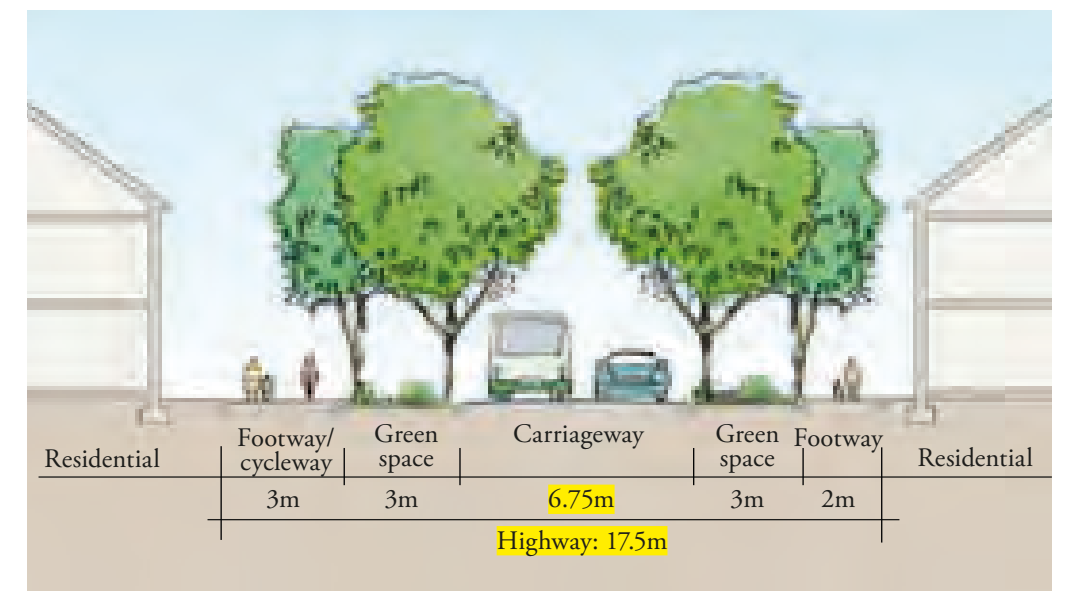 Footway/
cycleway
Green
space
Carriageway
Green
space
Footway
Residential
Residential
3m
3m
6.75m
3m
2m
Highway: 17.5m